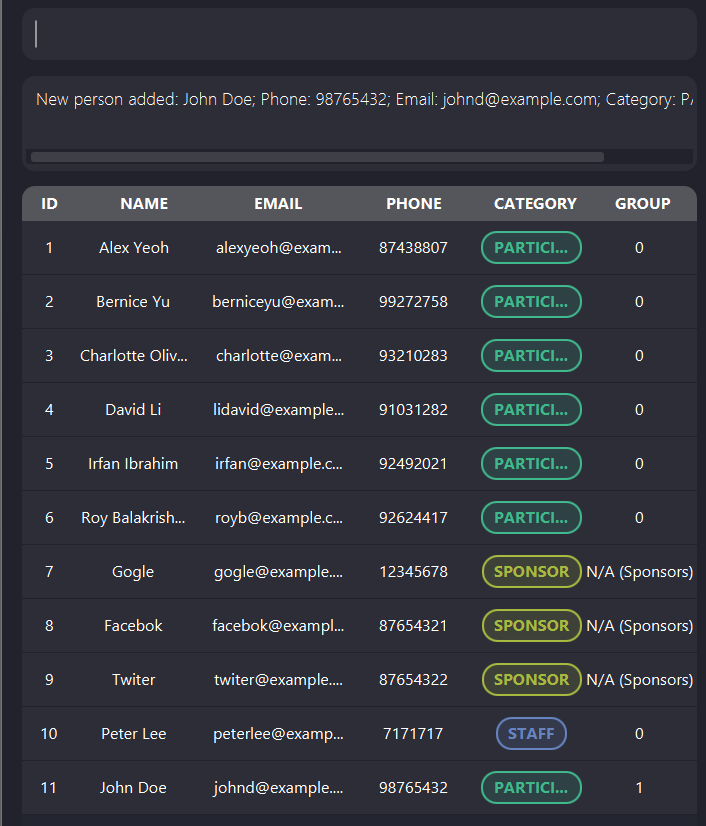 New person added: John Doe; Phone: 98765432; Email: johnd@example.com; Category: PA
ID NAME EMAIL PHONE CATEGORY GROUP
1 Alex Yeoh alexyeoh@exam... 87438807 PARTICI... 0
2 Bernice Yu berniceyu@exam... 99272758 PARTICI... 0
3 Charlotte Oliv... charlotte@exam... 93210283 PARTICI... 0
4 David Li lidavid@example... 91031282 PARTICI... 0
5 Irfan Ibrahim irfan@example.c... 92492021 PARTICI... 0
6 Roy Balakrish... royb@example.c... 92624417 PARTICI... 0
7 Gogle gogle@example.... 12345678 SPONSOR N/A (Sponsors)
8 Facebok facebok@exampl... 87654321 SPONSOR N/A (Sponsors)
9 Twiter twiter@example.... 87654322 SPONSOR N/A (Sponsors)
10 Peter Lee peterlee@examp... 7171717 STAFF 0
11 John Doe johnd@example.... 98765432 PARTICI... 1